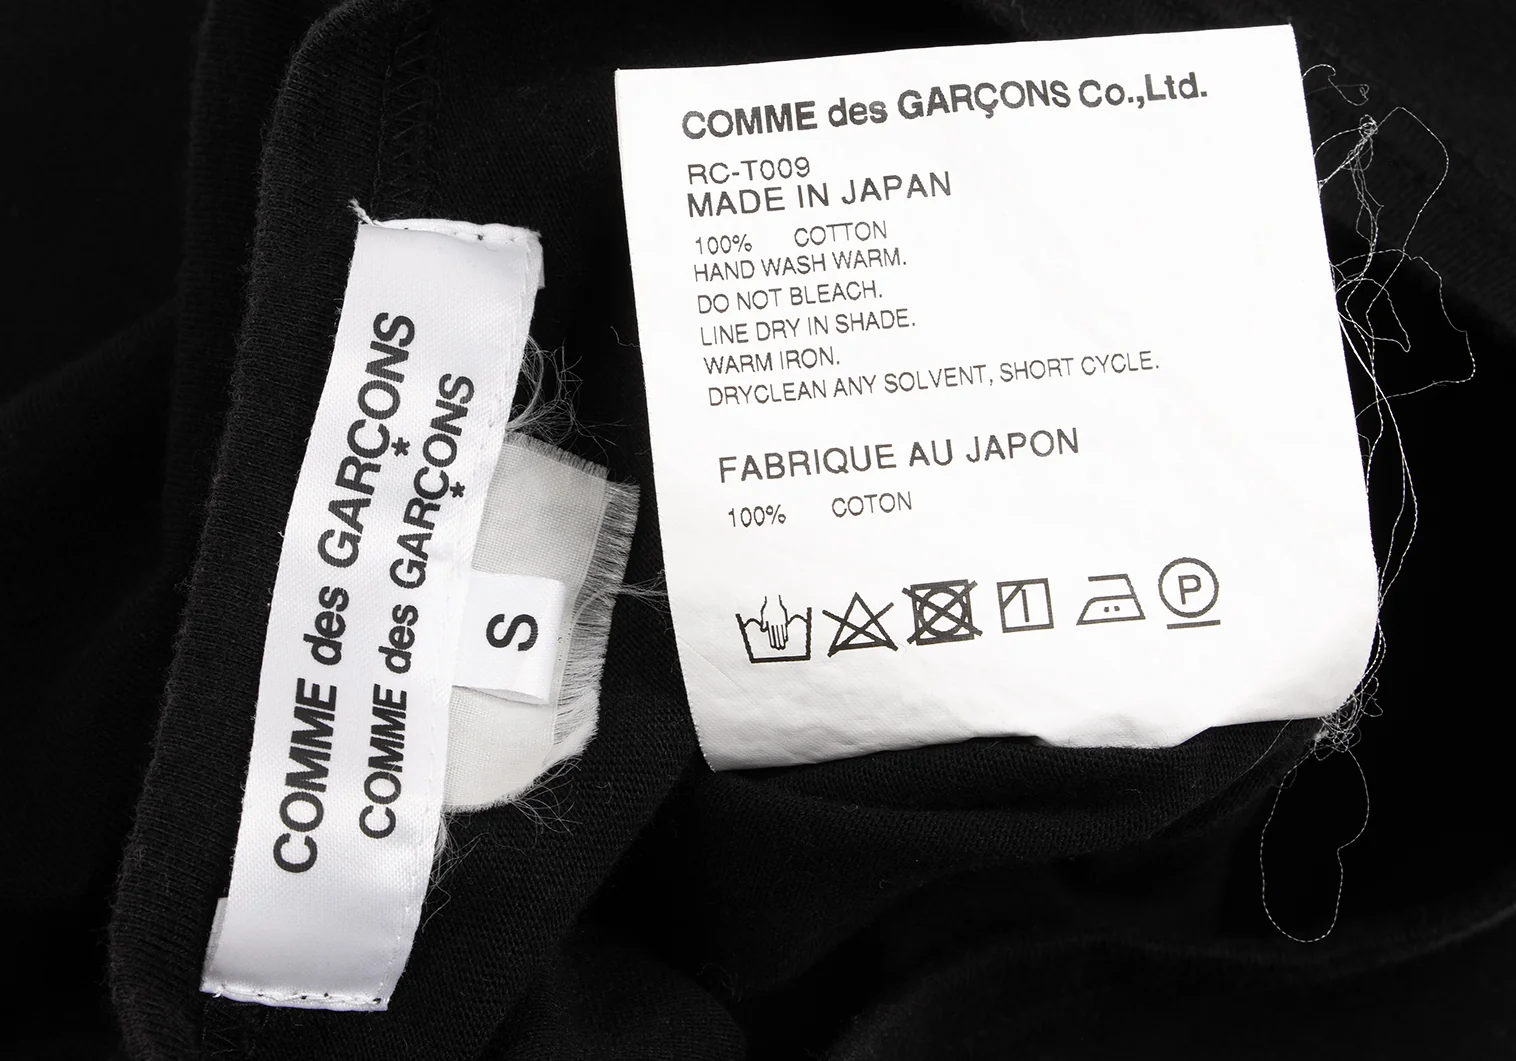 COMME des GARÇONS
COMME des GARÇONS
S
COMME des GARÇONS Co.,Ltd.
RC-T009
MADE IN JAPAN
100% COTTON
HAND WASH WARM.
DO NOT BLEACH.
LINE DRY IN SHADE.
WARM IRON.
DRYCLEAN ANY SOLVENT, SHORT CYCLE.
FABRIQUE AU JAPON
100% COTON
P